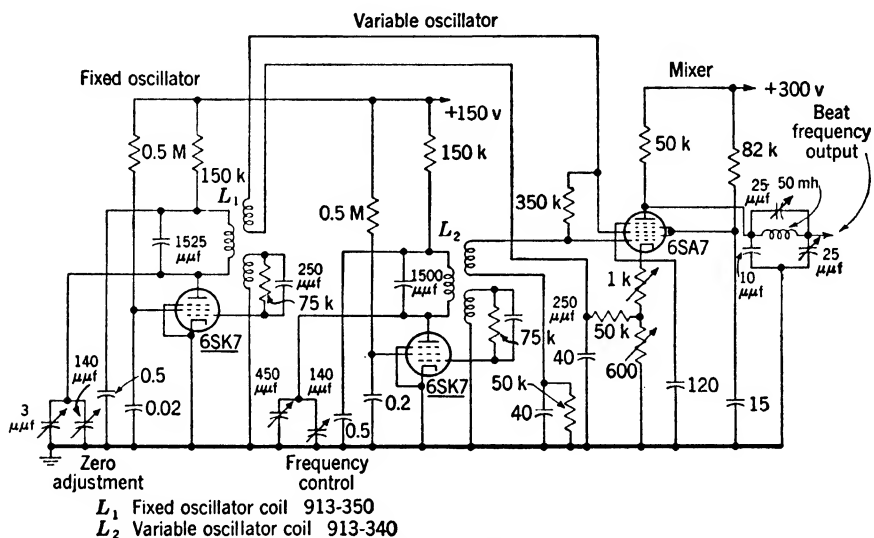 Variable oscillator
Fixed oscillator
Mixer
+150 v
+300 v
Beat
frequency
output
0.5 M
150 k
L1
1525
μμf
250
μμf
75 k
6SK7
140
μμf
3
μμf
0.5
0.02
Zero
adjustment
150 k
0.5 M
L2
1500
μμf
75 k
6SK7
450
μμf
140
μμf
0.2
0.5
Frequency
control
50 k
40
350 k
250
μμf
50 k
40
50 k
6SA7
1 k
600
120
82 k
15
25
μμf
50 mh
10
μμf
25
μμf
L1 Fixed oscillator coil 913-350
L2 Variable oscillator coil 913-340